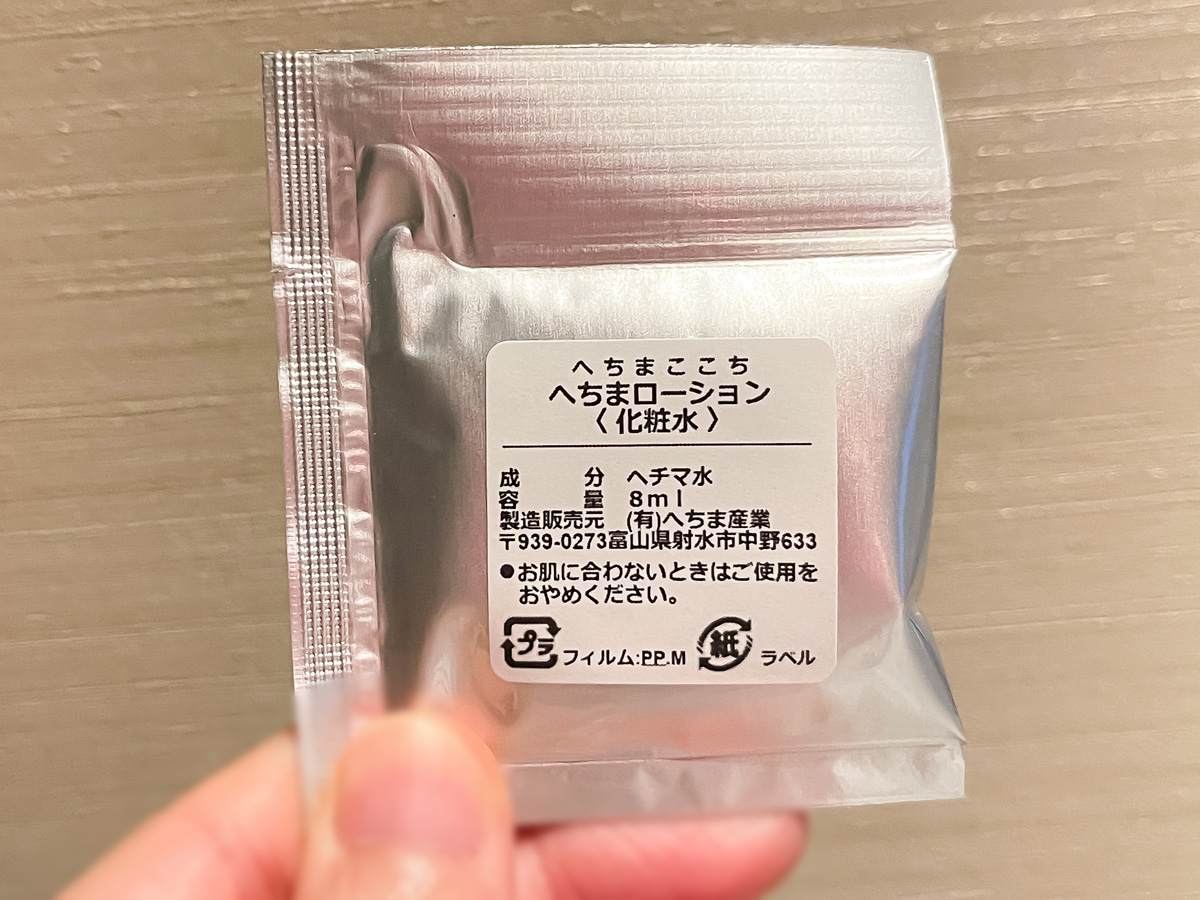 へちまここち
へちまローション
〈化粧水〉
成分 ヘチマ水
容量 8ml
製造販売元 (有)へちま産業
〒939-0273富山県射水市中野633
●お肌に合わないときはご使用を
おやめください。
プラ フィルム:PP.M 紙 ラベル